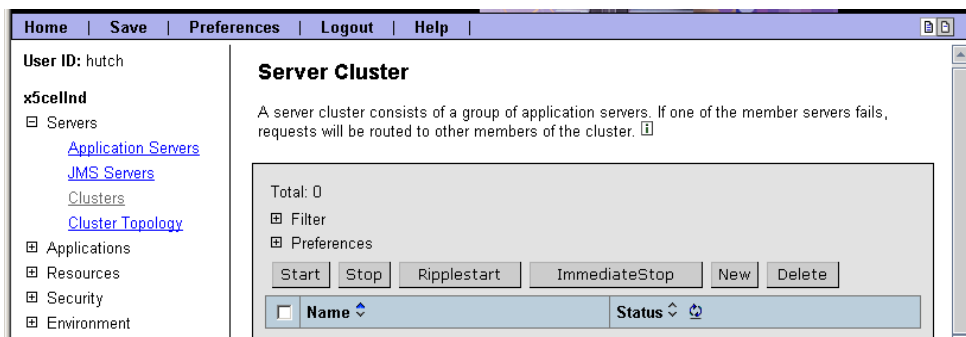 Home | Save | Preferences | Logout | Help |
User ID: hutch
x5cellnd
Servers
Application Servers
JMS Servers
Clusters
Cluster Topology
Applications
Resources
Security
Environment
Server Cluster
A server cluster consists of a group of application servers. If one of the member servers fails,
requests will be routed to other members of the cluster. i
Total: 0
Filter
Preferences
Start Stop Ripplestart ImmediateStop New Delete
Name Status